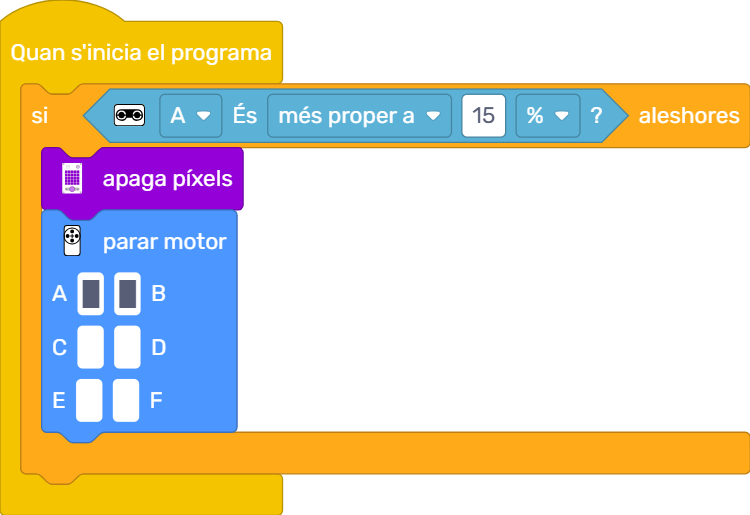 Quan s'inicia el programa
si A És més proper a 15 % ? aleshores
apaga píxels
parar motor
A B
C D
E F